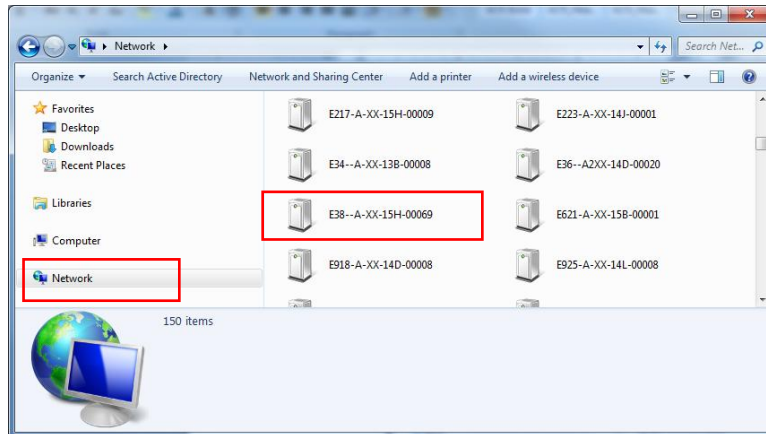 Network
Search Net...
Organize
Search Active Directory
Network and Sharing Center
Add a printer
Add a wireless device
Favorites
Desktop
Downloads
Recent Places
Libraries
Computer
Network
E217-A-XX-15H-00009
E223-A-XX-14J-00001
E34--A-XX-13B-00008
E36--A2XX-14D-00020
E38--A-XX-15H-00069
E621-A-XX-15B-00001
E918-A-XX-14D-00008
E925-A-XX-14L-00008
150 items